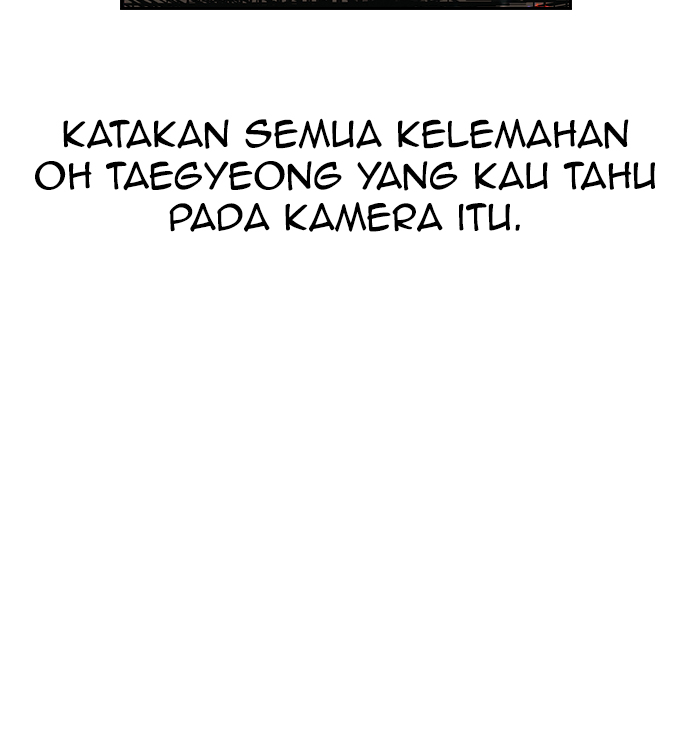 KATAKAN SEMUA KELEMAHAN
OH TAEGYEONG YANG KAU TAHU
PADA KAMERA ITU.